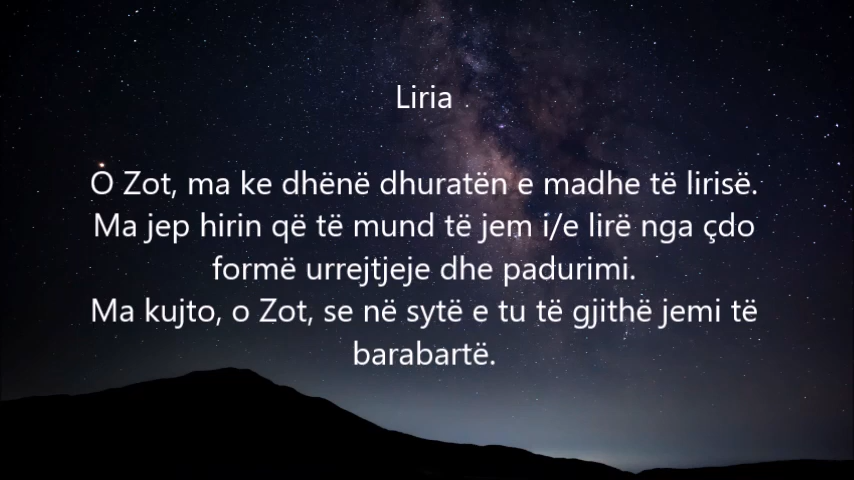 Liria
O Zot, ma ke dhënë dhuratën e madhe të lirisë.
Ma jep hirin që të mund të jem i/e lirë nga çdo
formë urrejtjeje dhe padurimi.
Ma kujto, o Zot, se në sytë e tu të gjithë jemi të
barabartë.